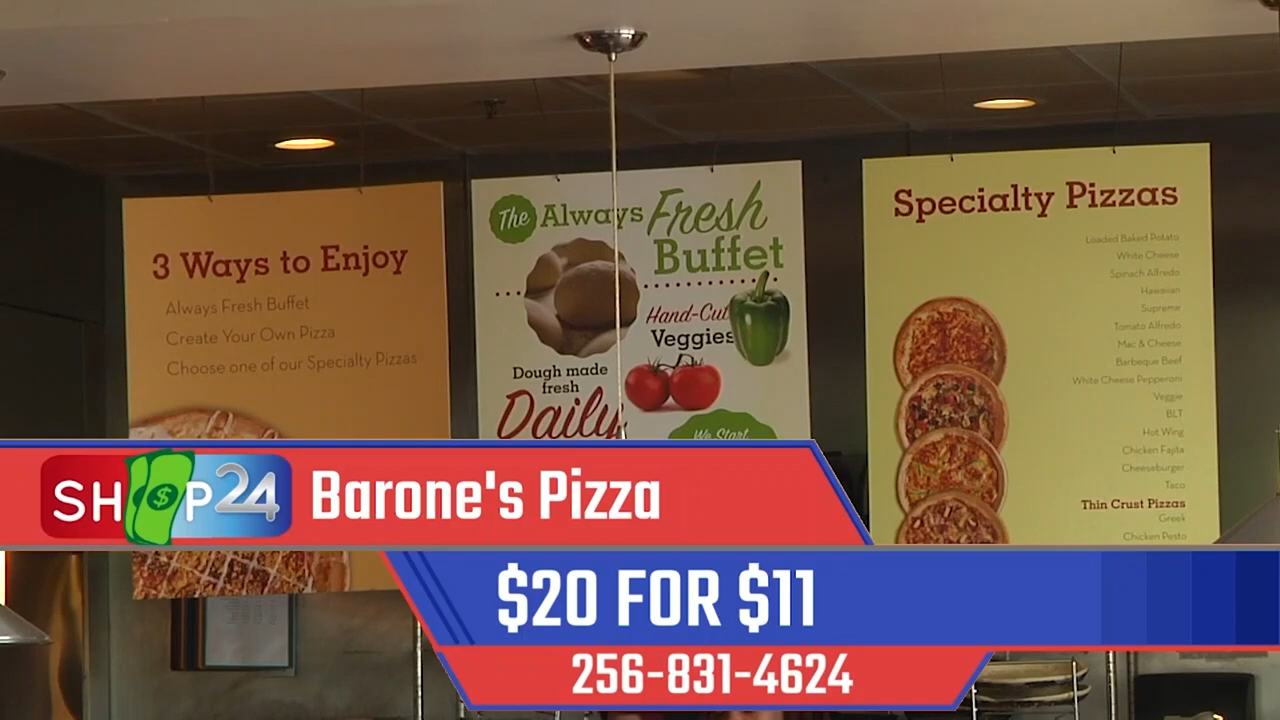 3 Ways to Enjoy
Always Fresh Buffet
Create Your Own Pizza
Choose one of our Specialty Pizzas
The Always Fresh
Buffet
Hand-Cut
Veggies
Dough made
fresh
Daily
We Start
Specialty Pizzas
Loaded Baked Potato
White Cheese
Spinach Alfredo
Hawaiian
Supreme
Tomato Alfredo
Mac & Cheese
Barbeque Beef
White Cheese Pepperoni
Veggie
BLT
Hot Wing
Chicken Fajita
Cheeseburger
Taco
Thin Crust Pizzas
Greek
Chicken Pesto
SHOP24
Barone's Pizza
$20 FOR $11
256-831-4624